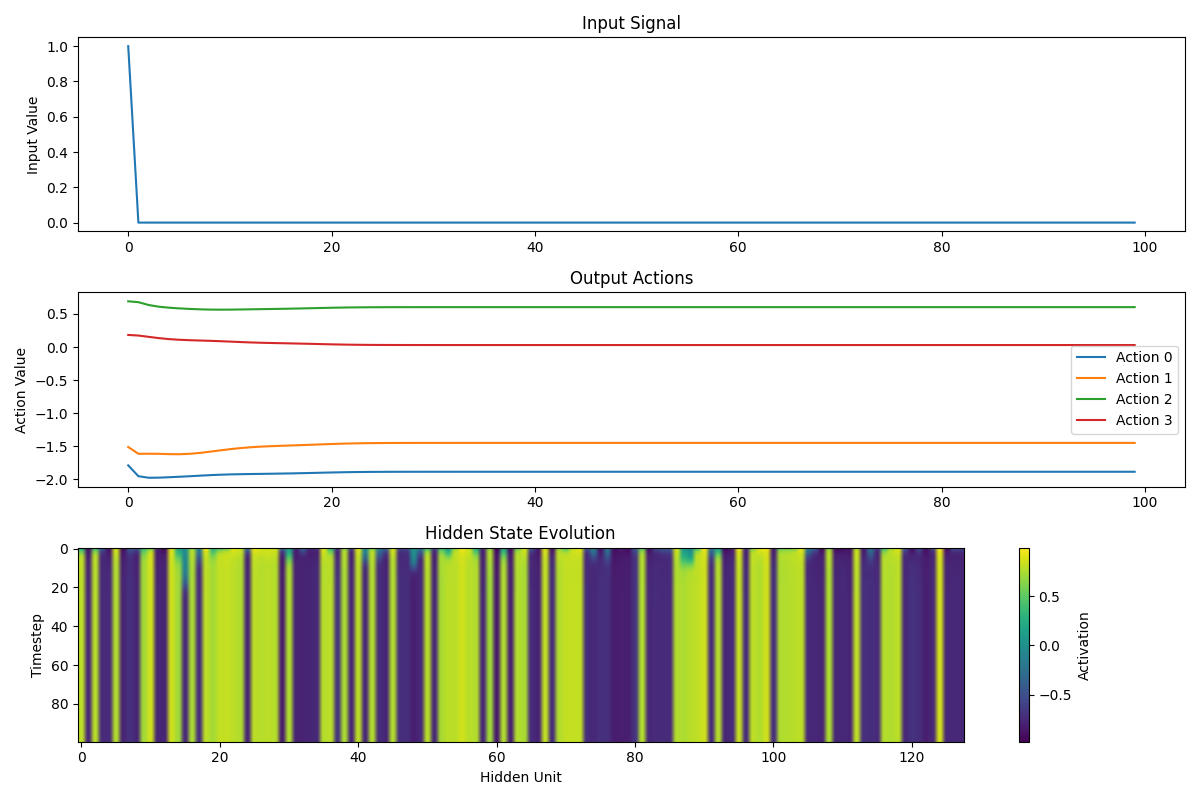 Input Signal
1.0
0.8
0.6
0.4
0.2
0.0
Input Value
0 20 40 60 80 100
Output Actions
0.5
0.0
−0.5
−1.0
−1.5
−2.0
Action Value
Action 0
Action 1
Action 2
Action 3
0 20 40 60 80 100
Hidden State Evolution
0
20
40
60
80
Timestep
0 20 40 60 80 100 120
Hidden Unit
0.5
0.0
−0.5
Activation